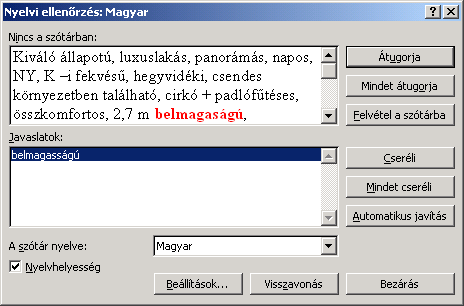 Nyelvi ellenőrzés: Magyar
Nincs a szótárban:
Kiváló állapotú, luxuslakás, panorámás, napos,
NY, K –i fekvésű, hegyvidéki, csendes
környezetben található, cirkó + padlófűtéses,
összkomfortos, 2,7 m belmagaságú,
Átugorja
Mindet átugorja
Felvétel a szótárba
Javaslatok:
belmagasságú
Cseréli
Mindet cseréli
Automatikus javítás
A szótár nyelve:
Magyar
Nyelvhelyesség
Beállítások...
Visszavonás
Bezárás